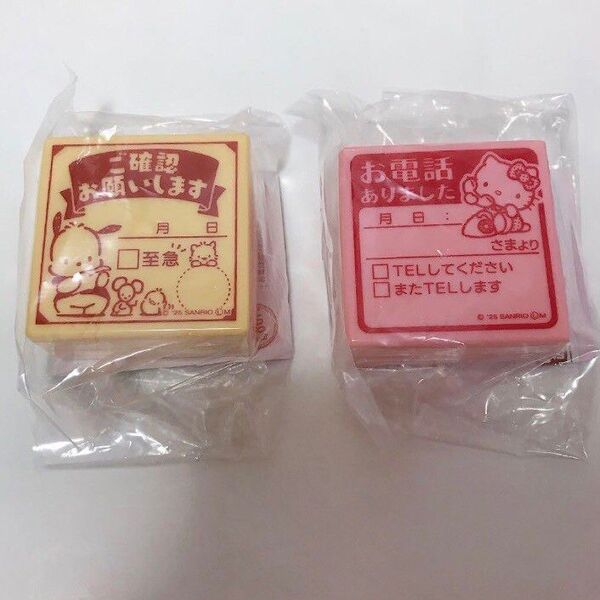 ご確認
お願いします
月 日
□至急
© '25 SANRIO ⒸM
お電話
ありました
月 日 :
さまより
□TELしてください
□またTELします
© '25 SANRIO ⒸM